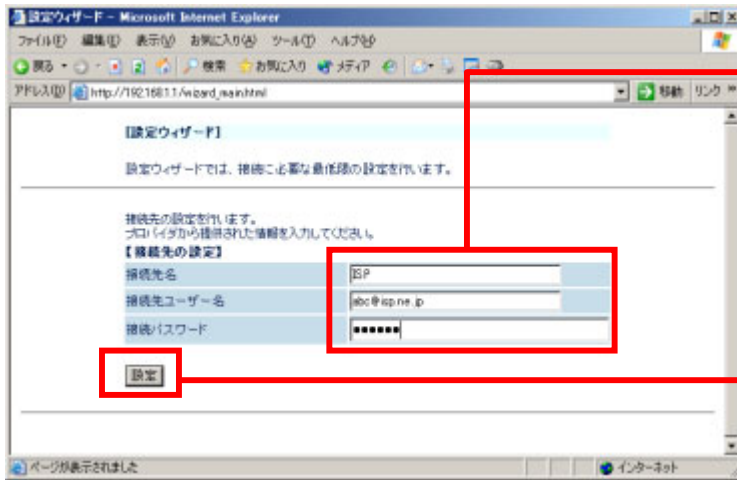 設定ウィザード - Microsoft Internet Explorer
ファイル(F) 編集(E) 表示(V) お気に入り(A) ツール(T) ヘルプ(H)
戻る 検索 お気に入り メディア
アドレス(D) http://192.168.1.1/wizard_main.html 移動 リンク »
【設定ウィザード】
設定ウィザードでは、接続に必要な最低限の設定を行います。
接続先の設定を行います。
プロバイダから提供された情報を入力してください。
【接続先の設定】
接続先名 ISP
接続先ユーザー名 abc@isp.ne.jp
接続パスワード ●●●●●●
設定
ページが表示されました インターネット